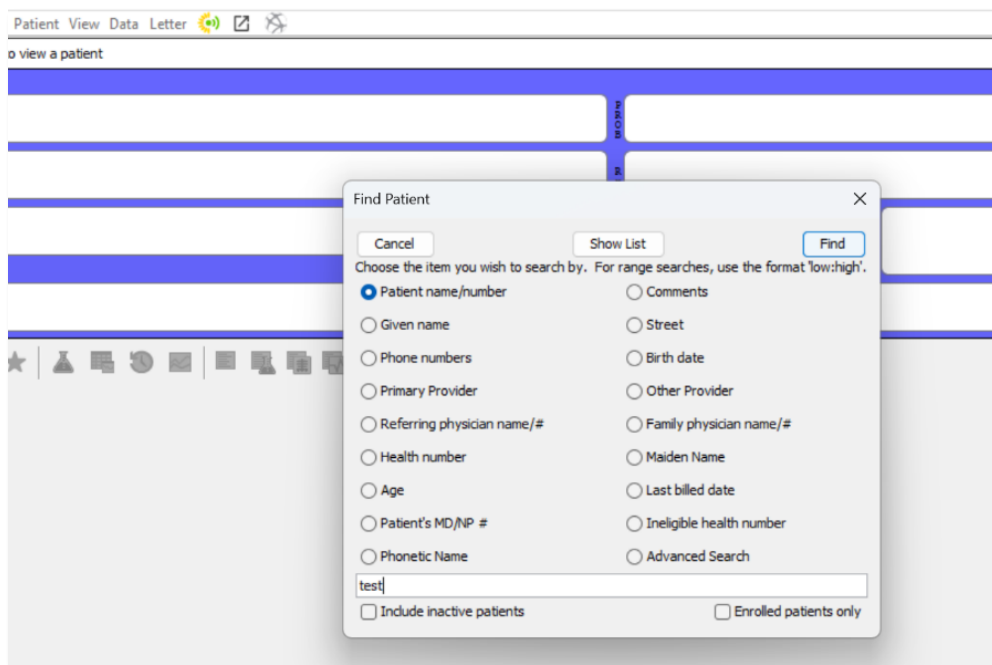 Patient View Data Letter
o view a patient
Find Patient
Cancel Show List Find
Choose the item you wish to search by. For range searches, use the format 'low:high'.
Patient name/number Comments
Given name Street
Phone numbers Birth date
Primary Provider Other Provider
Referring physician name/# Family physician name/#
Health number Maiden Name
Age Last billed date
Patient's MD/NP # Ineligible health number
Phonetic Name Advanced Search
test
Include inactive patients Enrolled patients only